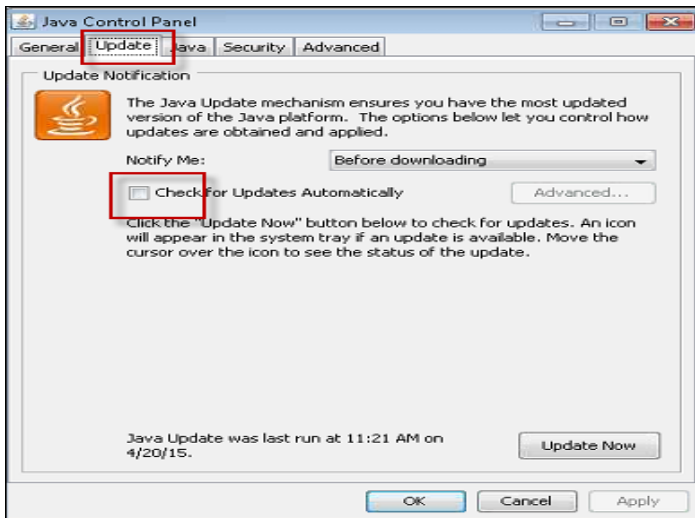 Java Control Panel
General Update Java Security Advanced
Update Notification
The Java Update mechanism ensures you have the most updated
version of the Java platform. The options below let you control how
updates are obtained and applied.
Notify Me: Before downloading
Check for Updates Automatically Advanced...
Click the "Update Now" button below to check for updates. An icon
will appear in the system tray if an update is available. Move the
cursor over the icon to see the status of the update.
Java Update was last run at 11:21 AM on
4/20/15.
Update Now
OK Cancel Apply